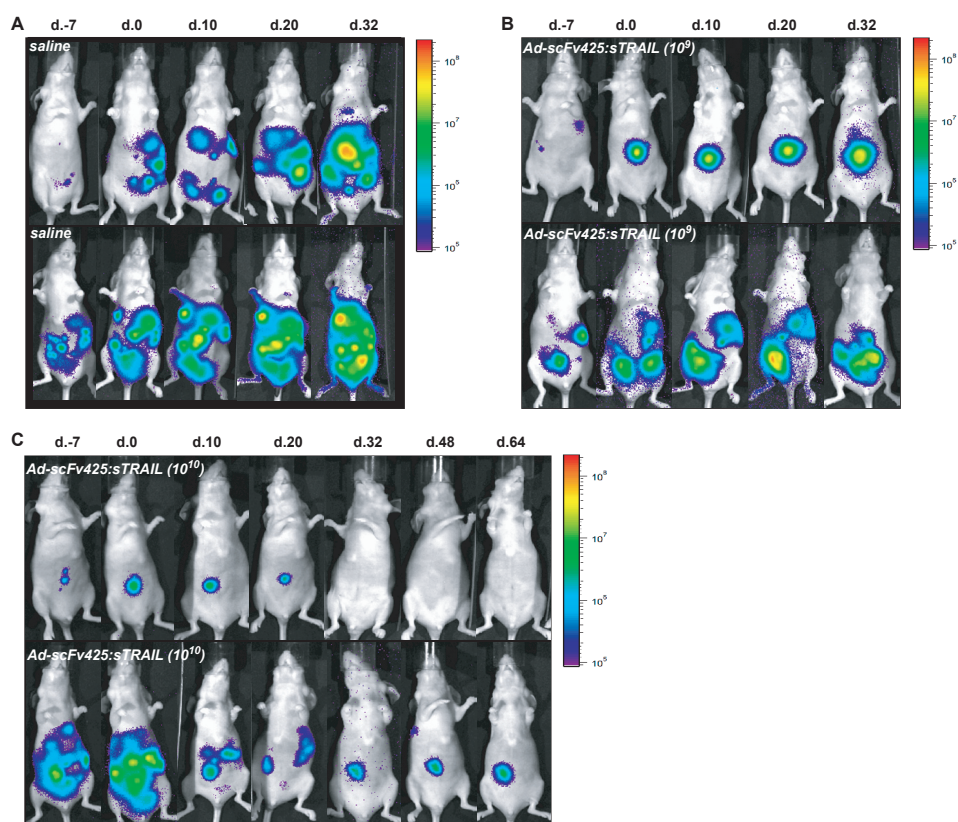 A
d.-7 d.0 d.10 d.20 d.32
saline
10⁸
10⁷
10⁵
10⁵
saline
B
d.-7 d.0 d.10 d.20 d.32
Ad-scFv425:sTRAIL (10⁹)
10⁸
10⁷
10⁵
10⁵
Ad-scFv425:sTRAIL (10⁹)
C
d.-7 d.0 d.10 d.20 d.32 d.48 d.64
Ad-scFv425:sTRAIL (10¹⁰)
10⁸
10⁷
10⁵
10⁵
Ad-scFv425:sTRAIL (10¹⁰)